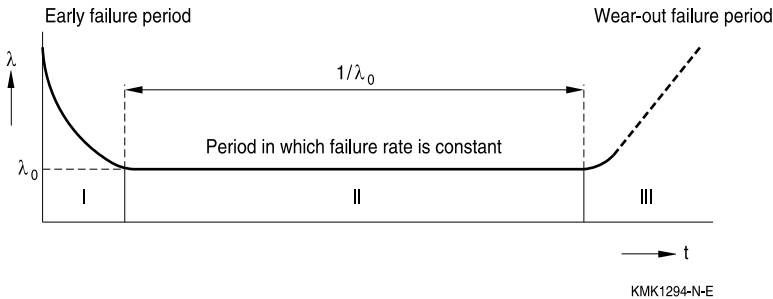 Early failure period
Wear-out failure period
λ
1/λ₀
Period in which failure rate is constant
λ₀
I
II
III
t
KMK1294-N-E